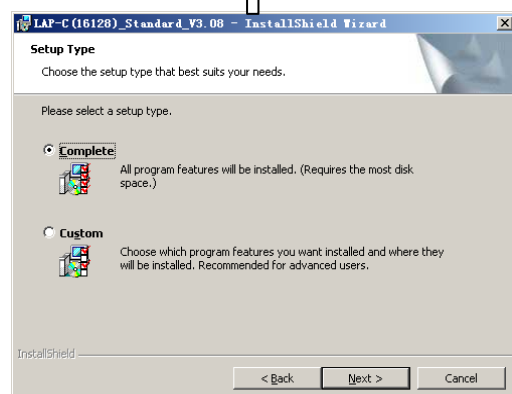 LAP-C(16128)_Standard_V3.08 - InstallShield Wizard
Setup Type
Choose the setup type that best suits your needs.
Please select a setup type.
Complete
All program features will be installed. (Requires the most disk
space.)
Custom
Choose which program features you want installed and where they
will be installed. Recommended for advanced users.
InstallShield
< Back Next > Cancel